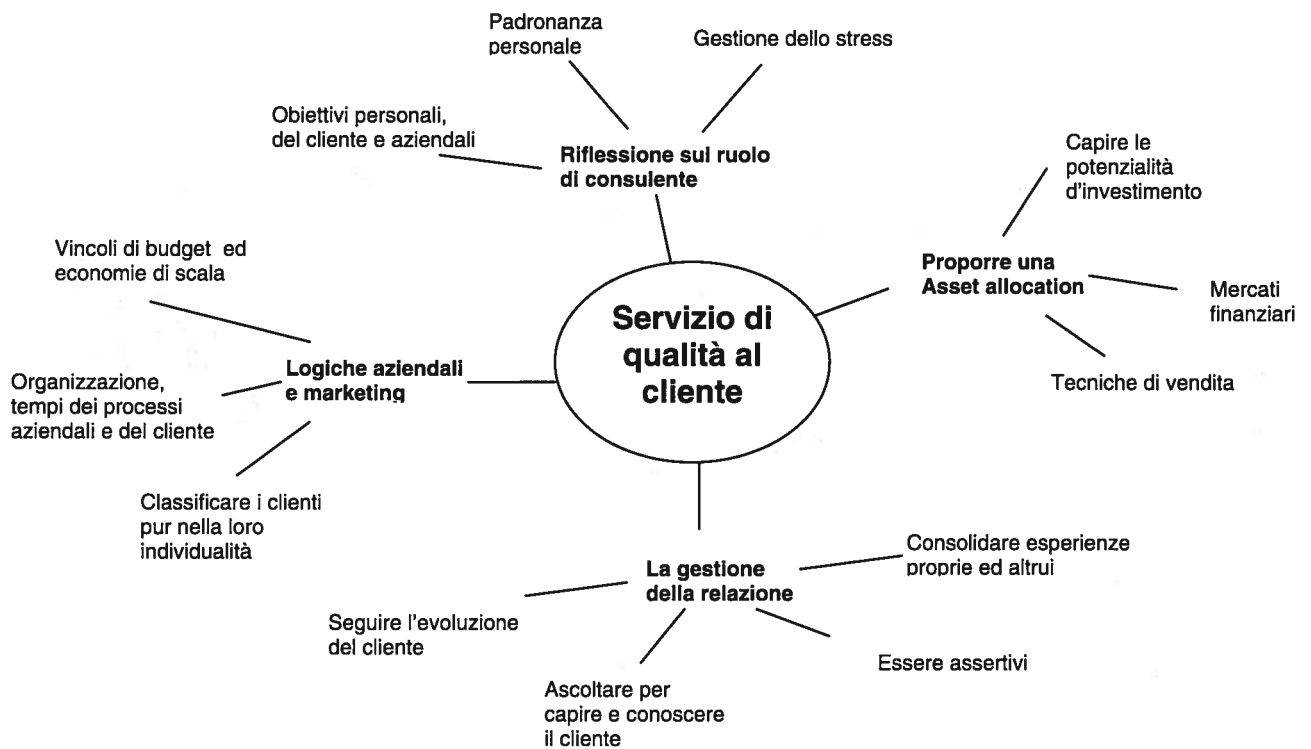 Padronanza
personale
Gestione dello stress
Obiettivi personali,
del cliente e aziendali
Riflessione sul ruolo
di consulente
Capire le
potenzialità
d'investimento
Vincoli di budget ed
economie di scala
Proporre una
Asset allocation
Mercati
finanziari
Servizio di
qualità al
cliente
Logiche aziendali
e marketing
Organizzazione,
tempi dei processi
aziendali e del cliente
Tecniche di vendita
Classificare i clienti
pur nella loro
individualità
La gestione
della relazione
Consolidare esperienze
proprie ed altrui
Seguire l'evoluzione
del cliente
Essere assertivi
Ascoltare per
capire e conoscere
il cliente